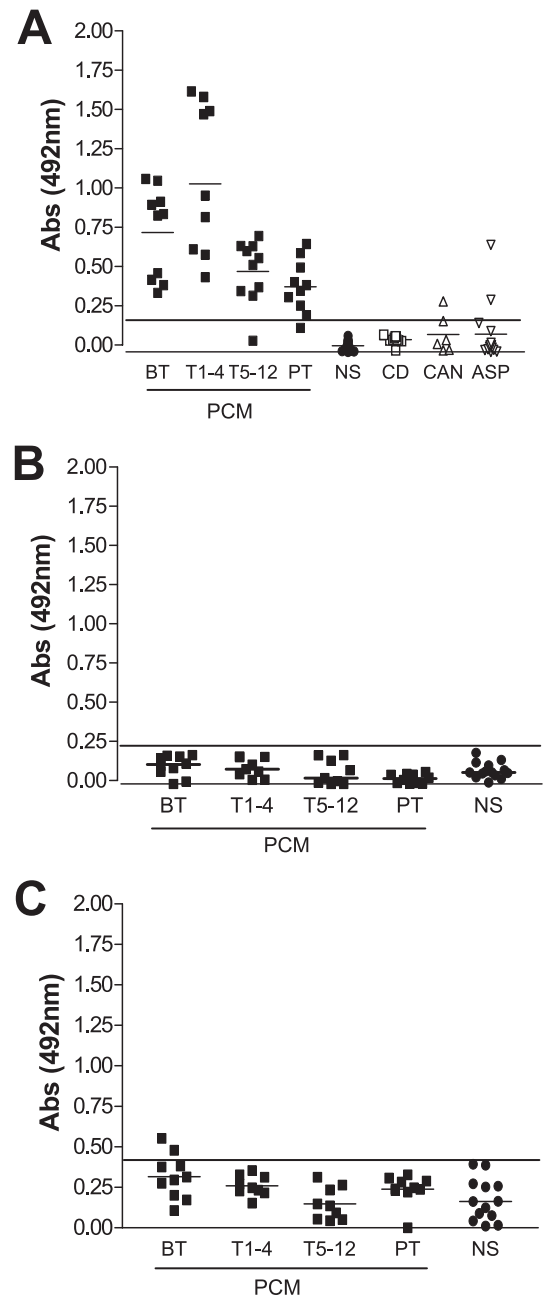 A
Abs (492nm)
2.00
1.75
1.50
1.25
1.00
0.75
0.50
0.25
0.00
BT T1-4 T5-12 PT NS CD CAN ASP
PCM
B
Abs (492nm)
2.00
1.75
1.50
1.25
1.00
0.75
0.50
0.25
0.00
BT T1-4 T5-12 PT NS
PCM
C
Abs (492nm)
2.00
1.75
1.50
1.25
1.00
0.75
0.50
0.25
0.00
BT T1-4 T5-12 PT NS
PCM